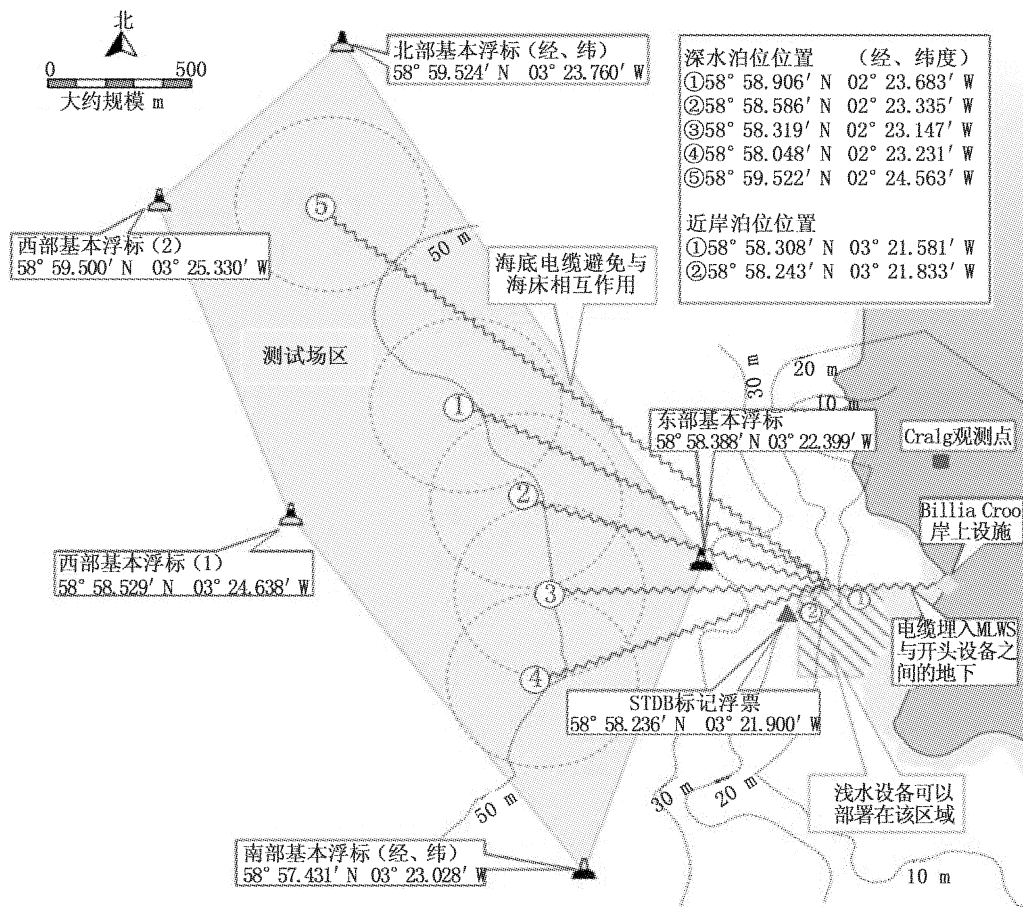 北
0 500
大约规模 m
北部基本浮标(经、纬)
58° 59.524′ N 03° 23.760′ W
深水泊位位置 (经、纬度)
①58° 58.906′ N 02° 23.683′ W
②58° 58.586′ N 02° 23.335′ W
③58° 58.319′ N 02° 23.147′ W
④58° 58.048′ N 02° 23.231′ W
⑤58° 59.522′ N 02° 24.563′ W
近岸泊位位置
①58° 58.308′ N 03° 21.581′ W
②58° 58.243′ N 03° 21.833′ W
⑤
西部基本浮标(2)
58° 59.500′ N 03° 25.330′ W
50 m
海底电缆避免与
海床相互作用
测试场区
30 m
20 m
10 m
①
东部基本浮标
58° 58.388′ N 03° 22.399′ W
Cralg观测点
②
Billia Croo
岸上设施
西部基本浮标(1)
58° 58.529′ N 03° 24.638′ W
③
①
②
电缆埋入MLWS
与开头设备之
间的地下
④
STDB标记浮票
58° 58.236′ N 03° 21.900′ W
50 m
30 m
20 m
浅水设备可以
部署在该区域
南部基本浮标(经、纬)
58° 57.431′ N 03° 23.028′ W
10 m